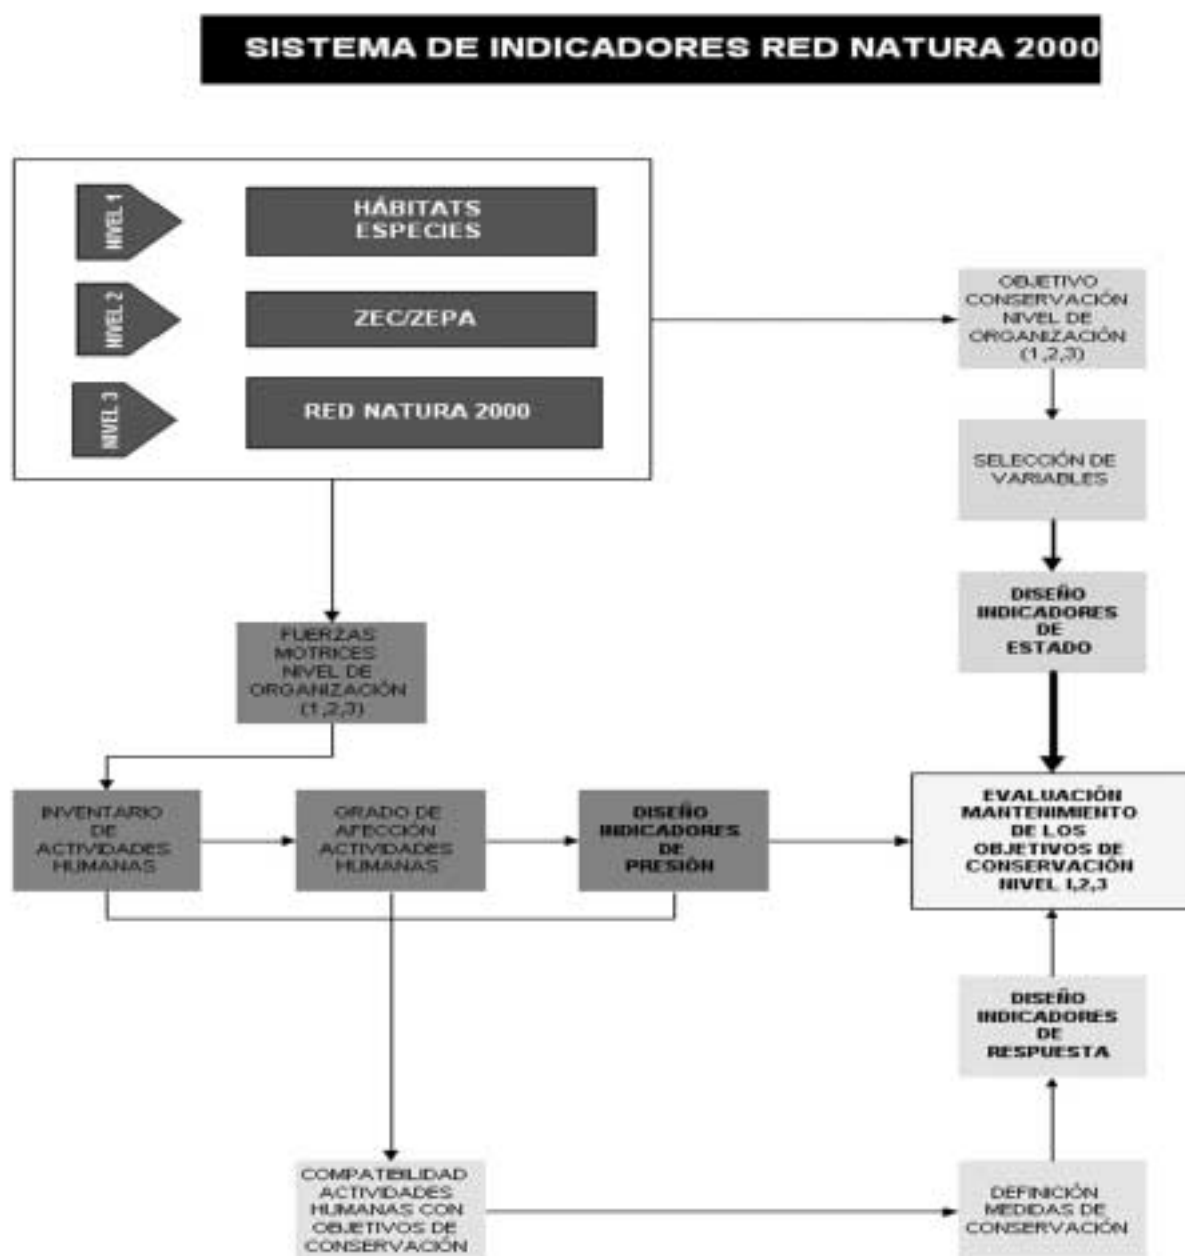 SISTEMA DE INDICADORES RED NATURA 2000
NIVEL 1
HÁBITATS
ESPECIES
NIVEL 2
ZEC/ZEPA
NIVEL 3
RED NATURA 2000
OBJETIVO
CONSERVACIÓN
NIVEL DE
ORGANIZACIÓN
(1,2,3)
SELECCIÓN DE
VARIABLES
DISEÑO
INDICADORES
DE
ESTADO
FUERZAS
MOTRICES
NIVEL DE
ORGANIZACIÓN
(1,2,3)
INVENTARIO
DE
ACTIVIDADES
HUMANAS
GRADO DE
AFECCIÓN
ACTIVIDADES
HUMANAS
DISEÑO
INDICADORES
DE
PRESIÓN
EVALUACIÓN
MANTENIMIENTO
DE LOS
OBJETIVOS DE
CONSERVACIÓN
NIVEL I,2,3
DISEÑO
INDICADORES
DE
RESPUESTA
COMPATIBILIDAD
ACTIVIDADES
HUMANAS CON
OBJETIVOS DE
CONSERVACIÓN
DEFINICIÓN
MEDIDAS DE
CONSERVACIÓN